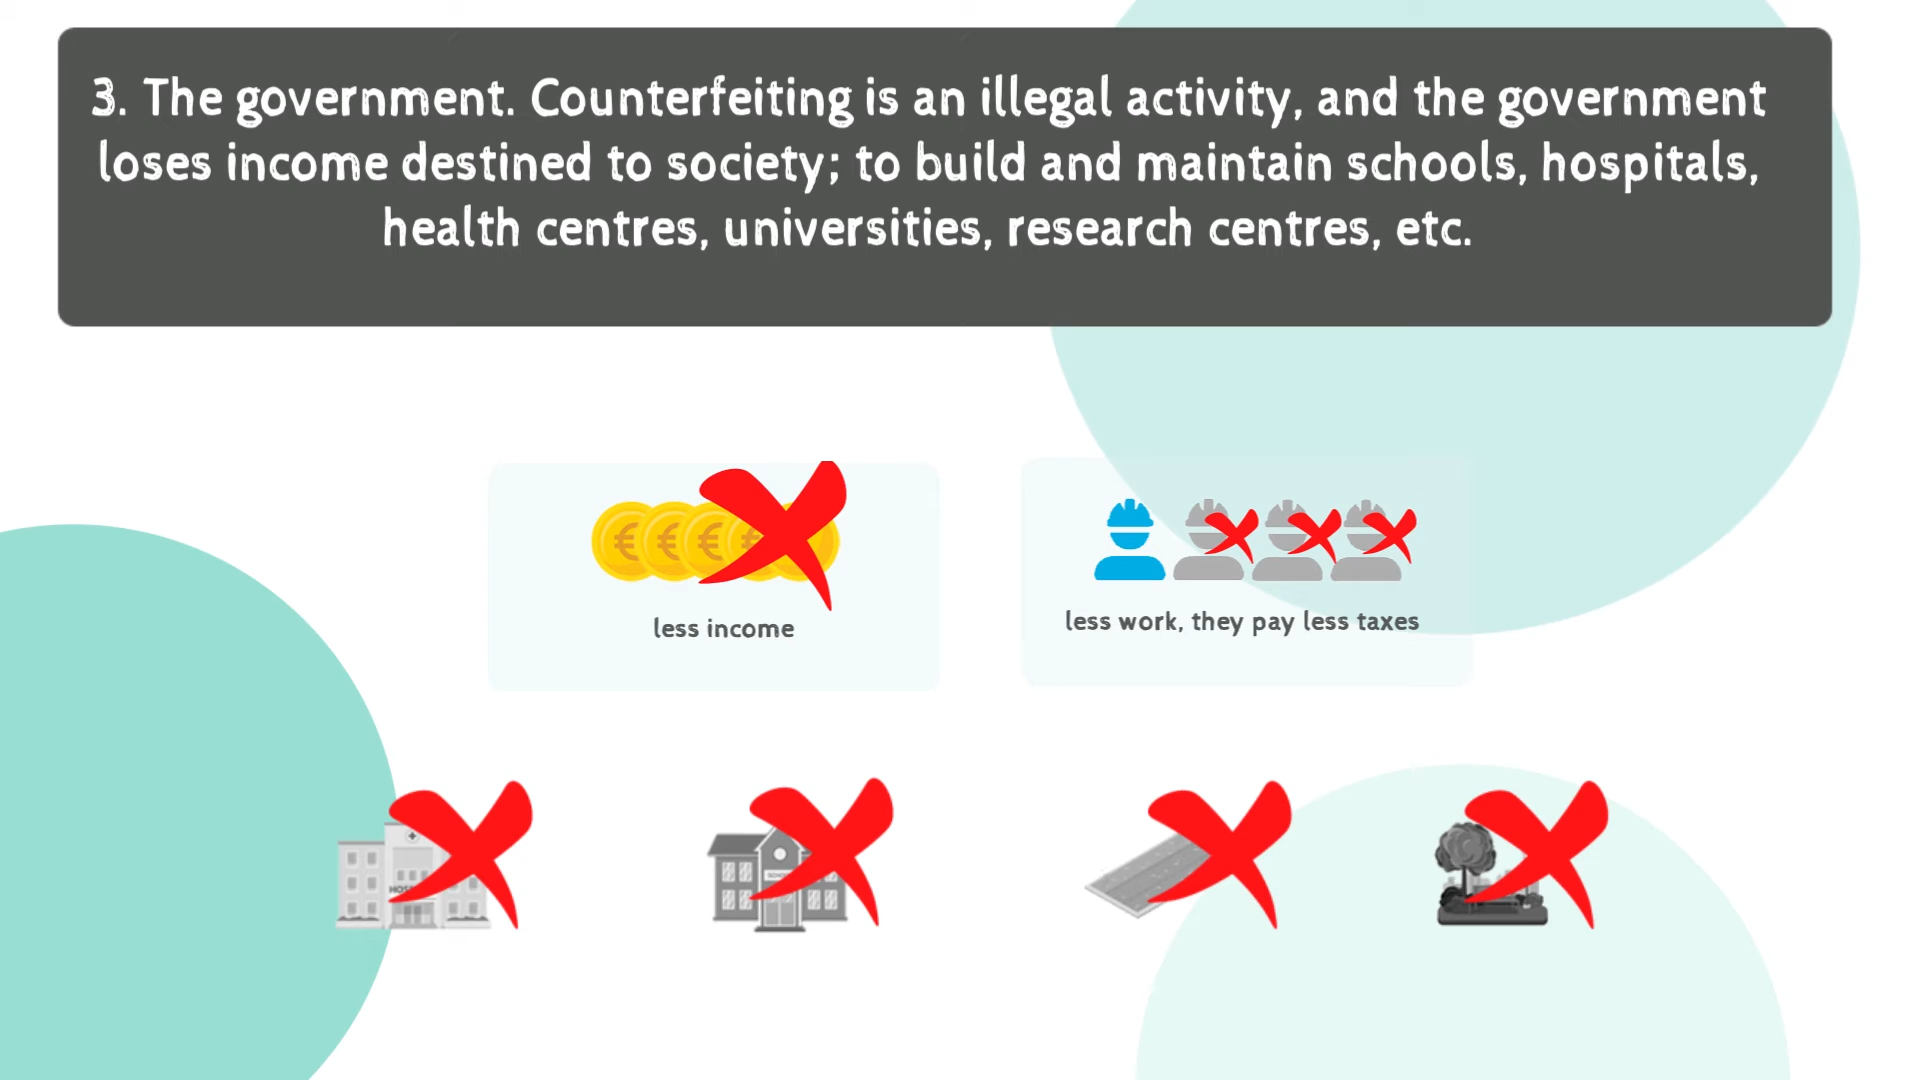 3. The government. Counterfeiting is an illegal activity, and the government
loses income destined to society; to build and maintain schools, hospitals,
health centres, universities, research centres, etc.
€ € €
less income
less work, they pay less taxes